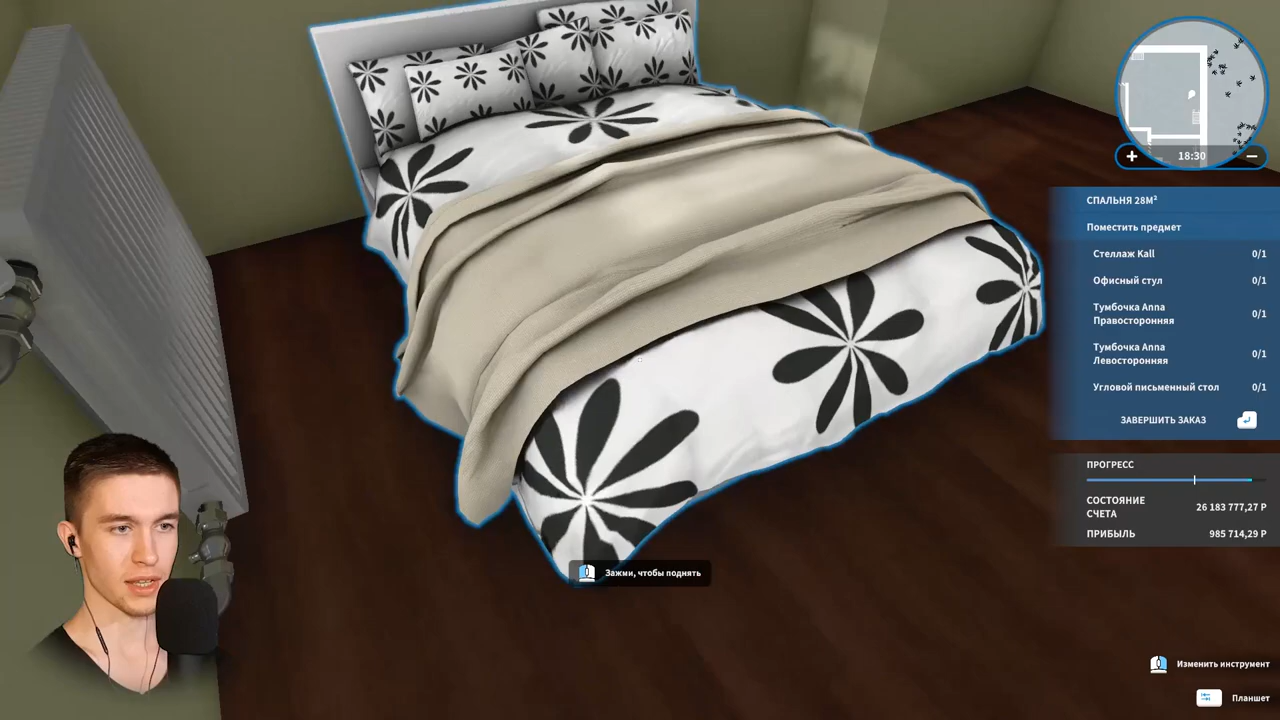 18:30
СПАЛЬНЯ 28М²
Поместить предмет
Стеллаж Kall 0/1
Офисный стул 0/1
Тумбочка Anna
Правосторонняя 0/1
Тумбочка Anna
Левосторонняя 0/1
Угловой письменный стол 0/1
ЗАВЕРШИТЬ ЗАКАЗ
ПРОГРЕСС
СОСТОЯНИЕ
СЧЕТА 26 183 777,27 Р
ПРИБЫЛЬ 985 714,29 Р
Зажми, чтобы поднять
Изменить инструмент
Планшет